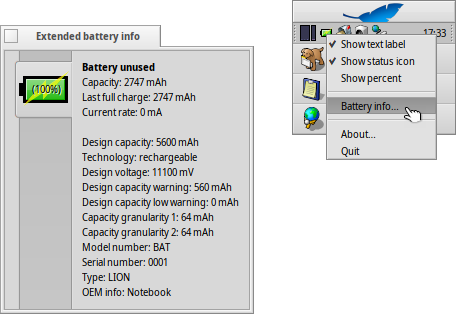 Extended battery info
(100%)
Battery unused
Capacity: 2747 mAh
Last full charge: 2747 mAh
Current rate: 0 mA
Design capacity: 5600 mAh
Technology: rechargeable
Design voltage: 11100 mV
Design capacity warning: 560 mAh
Design capacity low warning: 0 mAh
Capacity granularity 1: 64 mAh
Capacity granularity 2: 64 mAh
Model number: BAT
Serial number: 0001
Type: LION
OEM info: Notebook
17:33
Show text label
Show status icon
Show percent
Battery info...
About...
Quit